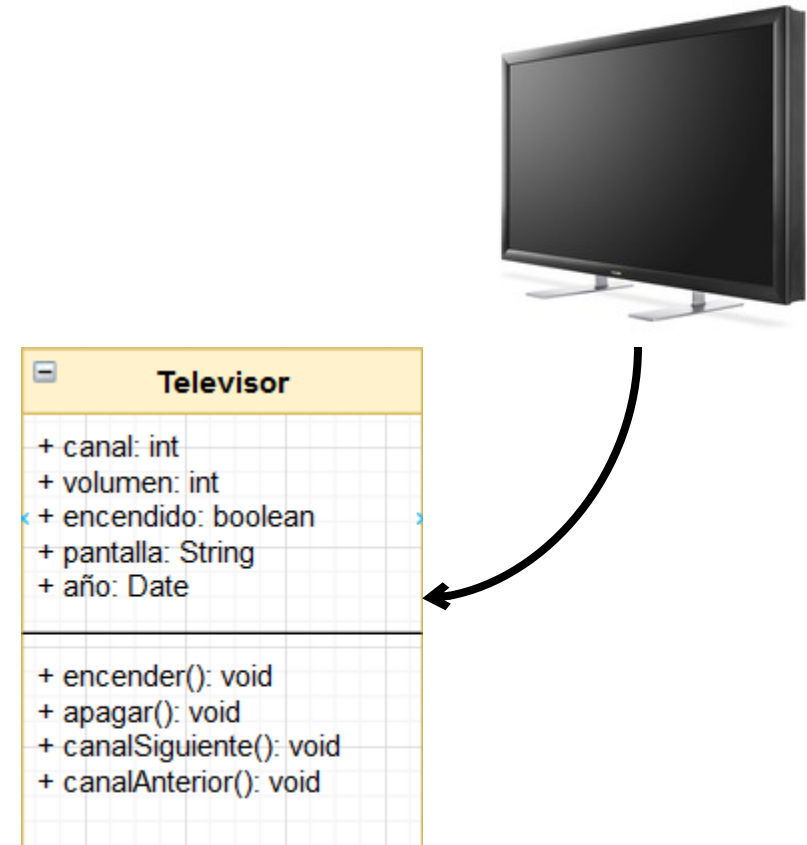 Televisor
+ canal: int
+ volumen: int
+ encendido: boolean
+ pantalla: String
+ año: Date
+ encender(): void
+ apagar(): void
+ canalSiguiente(): void
+ canalAnterior(): void